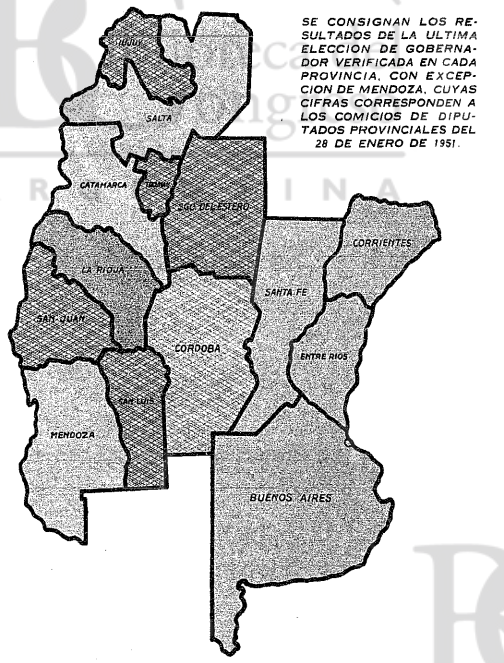 SE CONSIGNAN LOS RE-
SULTADOS DE LA ULTIMA
ELECCION DE GOBERNA-
DOR VERIFICADA EN CADA
PROVINCIA, CON EXCEP-
CION DE MENDOZA, CUYAS
CIFRAS CORRESPONDEN A
LOS COMICIOS DE DIPU-
TADOS PROVINCIALES DEL
28 DE ENERO DE 1951.
JUJUY
SALTA
CATAMARCA
SGO. DEL ESTERO
CORRIENTES
LA RIOJA
SANTA FE
SAN JUAN
CORDOBA
ENTRE RIOS
SAN LUIS
MENDOZA
BUENOS AIRES